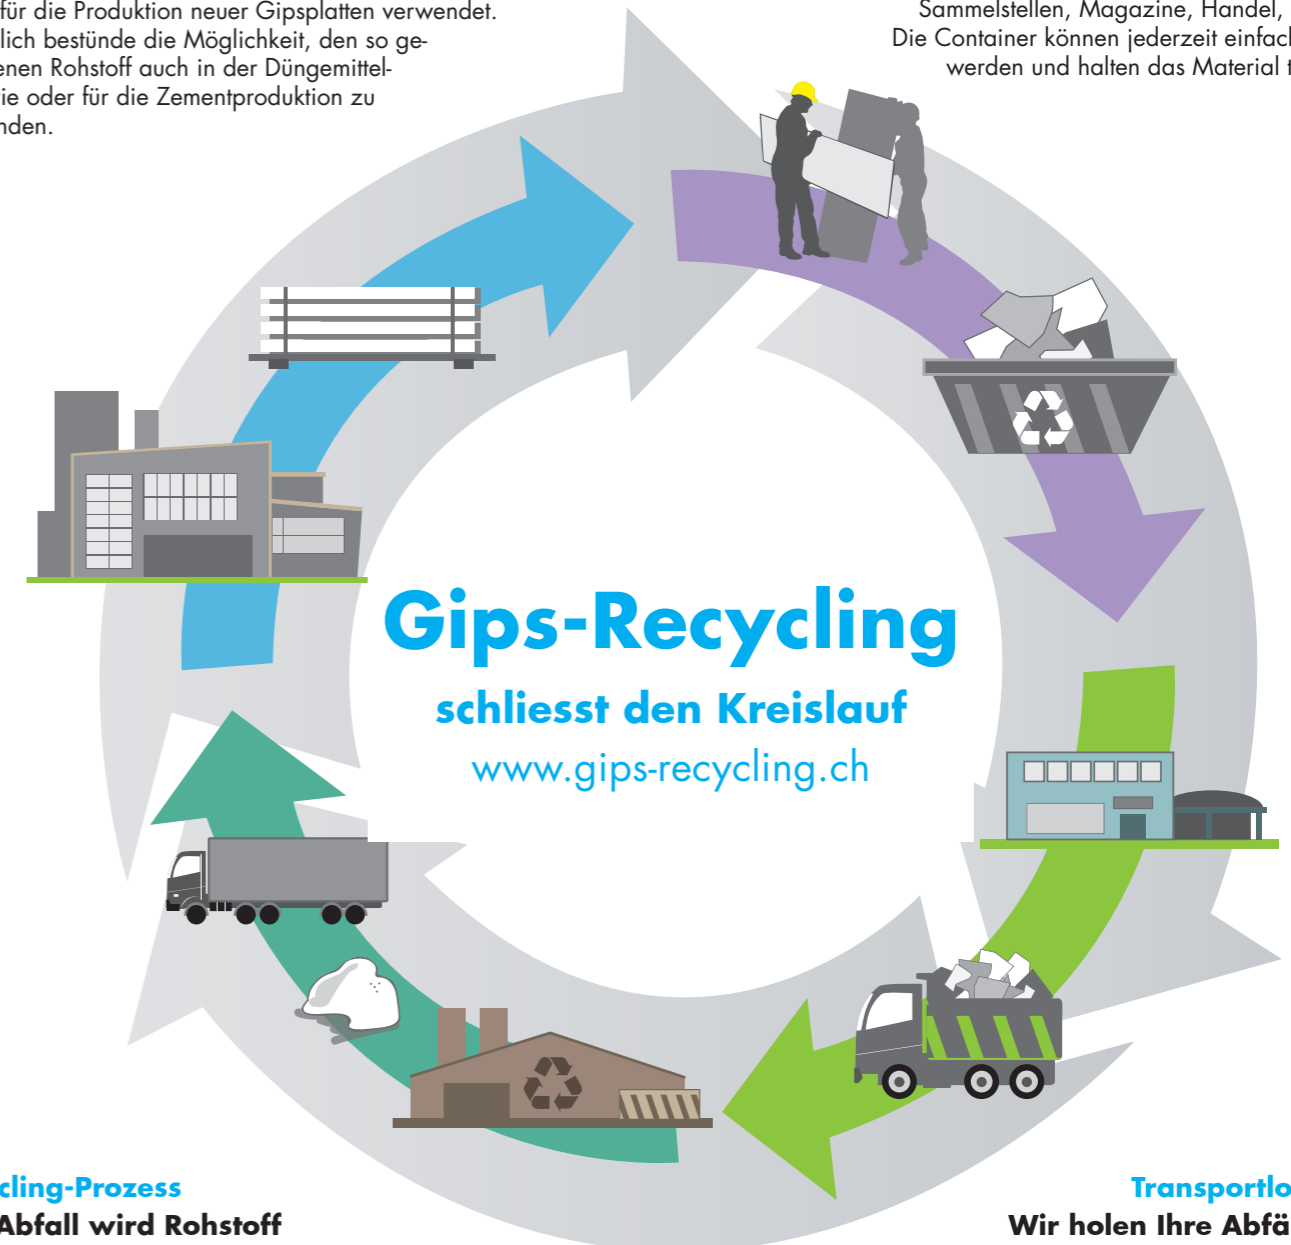 für die Produktion neuer Gipsplatten verwendet.
lich bestünde die Möglichkeit, den so ge-
enen Rohstoff auch in der Düngemittel-
ie oder für die Zementproduktion zu
nden.
Sammelstellen, Magazine, Handel,
Die Container können jederzeit einfach
werden und halten das Material t
Gips-Recycling
schliesst den Kreislauf
www.gips-recycling.ch
cling-Prozess
Abfall wird Rohstoff
Transportlo
Wir holen Ihre Abfä